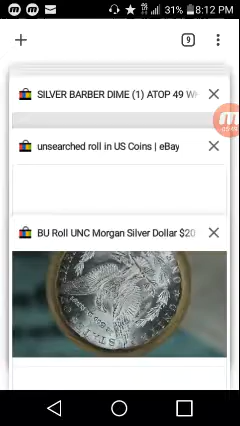 31% 8:12 PM
9
SILVER BARBER DIME (1) ATOP 49 W
unsearched roll in US Coins | eBay
BU Roll UNC Morgan Silver Dollar $20